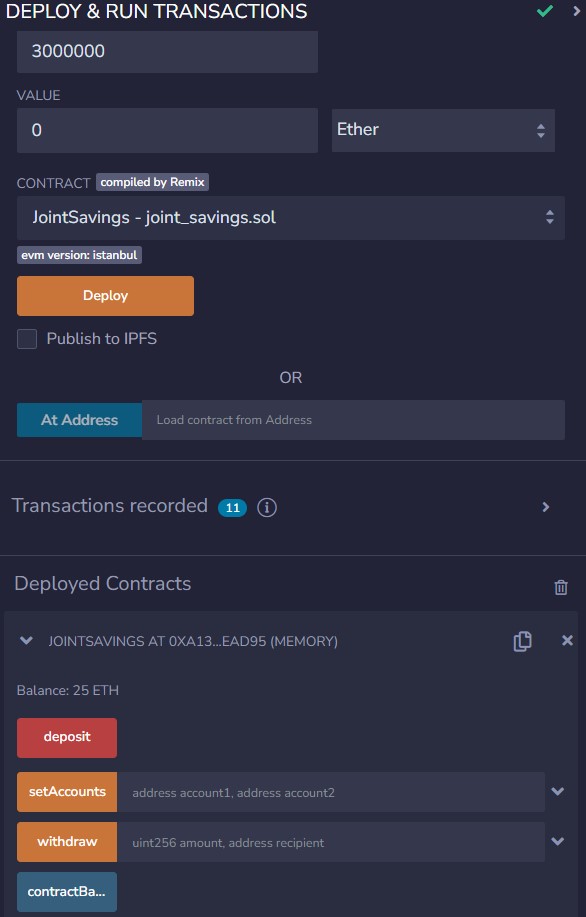 DEPLOY & RUN TRANSACTIONS
3000000
VALUE
0
Ether
CONTRACT compiled by Remix
JointSavings - joint_savings.sol
evm version: istanbul
Deploy
Publish to IPFS
OR
At Address Load contract from Address
Transactions recorded 11 i
Deployed Contracts
JOINTSAVINGS AT 0XA13...EAD95 (MEMORY)
Balance: 25 ETH
deposit
setAccounts address account1, address account2
withdraw uint256 amount, address recipient
contractBa...